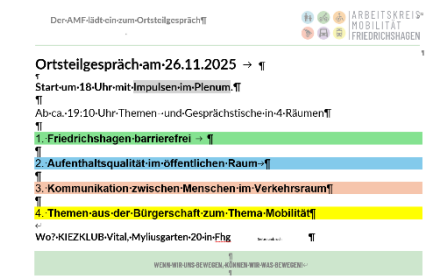 Der AMF lädt ein zum Ortsteilgespräch¶
ARBEITSKREIS
MOBILITÄT
FRIEDRICHSHAGEN
¶
Ortsteilgespräch am 26.11.2025 → ¶
¶
Start um 18 Uhr mit Impulsen im Plenum.¶
¶
Ab ca. 19:10 Uhr Themen - und Gesprächstische in 4 Räumen¶
¶
1. Friedrichshagen barrierefrei → ¶
¶
2. Aufenthaltsqualität im öffentlichen Raum→¶
¶
3. Kommunikation zwischen Menschen im Verkehrsraum¶
¶
4. Themen aus der Bürgerschaft zum Thema Mobilität¶
↵
Wo? KIEZKLUB Vital, Myliusgarten 20 in Fhg ¶
¶
WENN WIR UNS BEWEGEN, KÖNNEN WIR WAS BEWEGEN!↵
¶